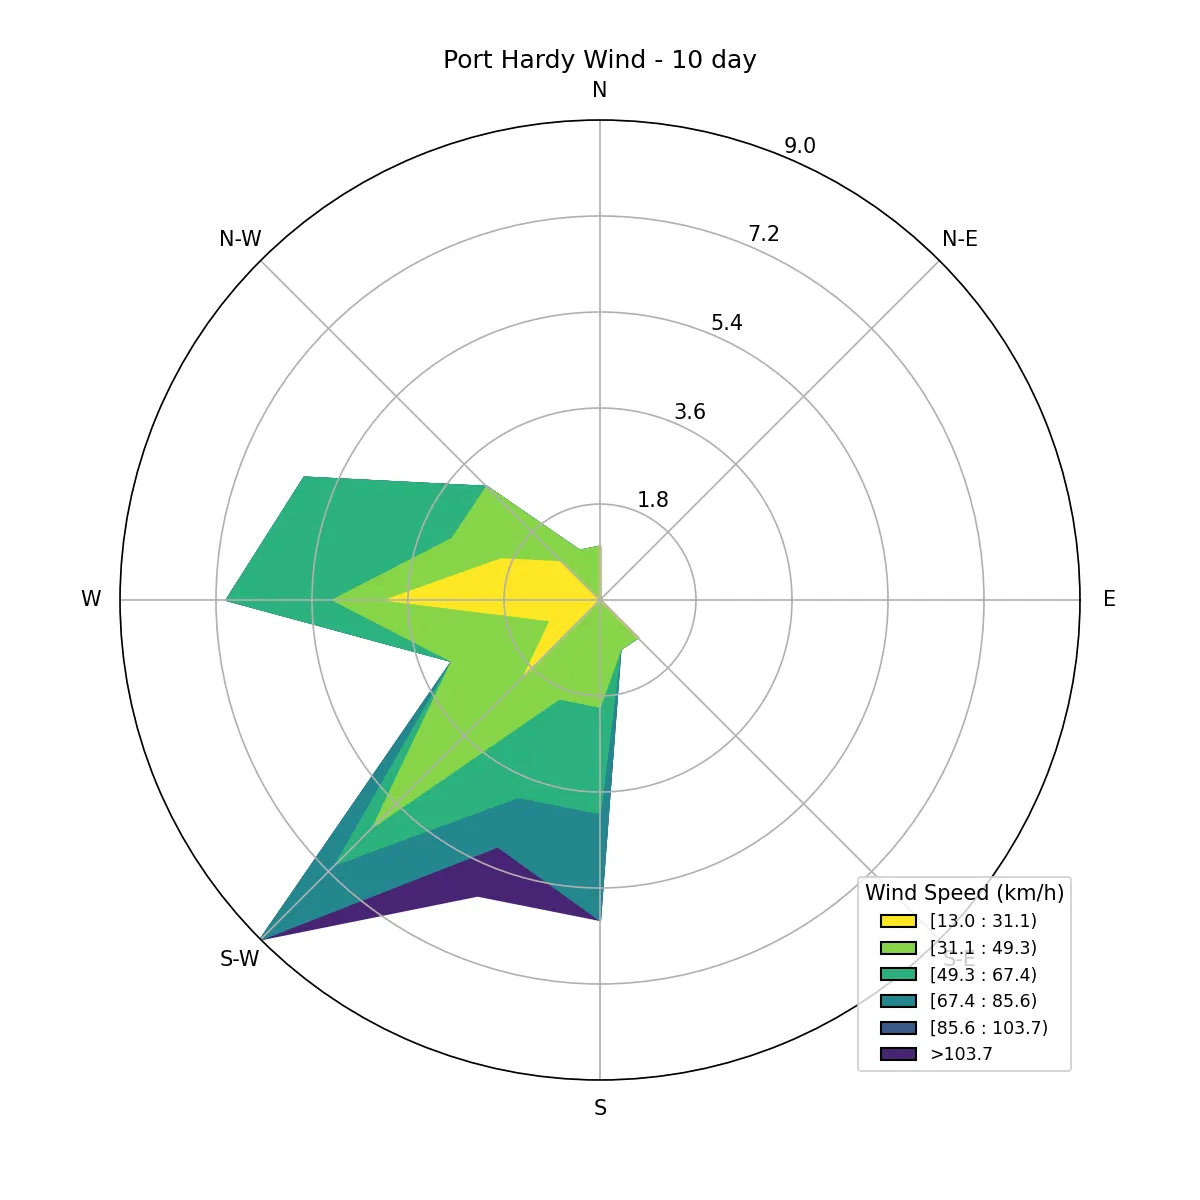 Port Hardy Wind - 10 day
N
9.0
N-W
7.2
N-E
5.4
3.6
1.8
W
E
S-W
S-E
S
Wind Speed (km/h)
[13.0 : 31.1)
[31.1 : 49.3)
[49.3 : 67.4)
[67.4 : 85.6)
[85.6 : 103.7)
>103.7